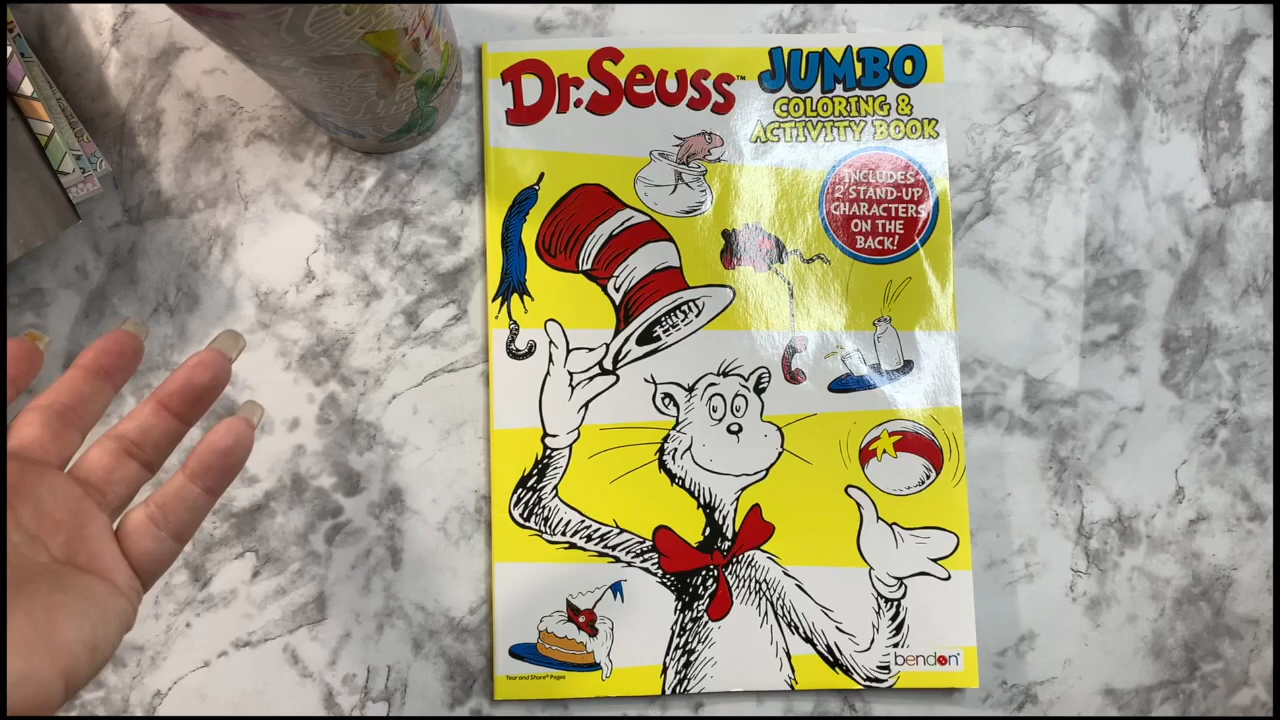 Dr. Seuss™
JUMBO
COLORING &
ACTIVITY BOOK
INCLUDES
2 STAND-UP
CHARACTERS
ON THE
BACK!
bendon®
Tear and Share® Pages